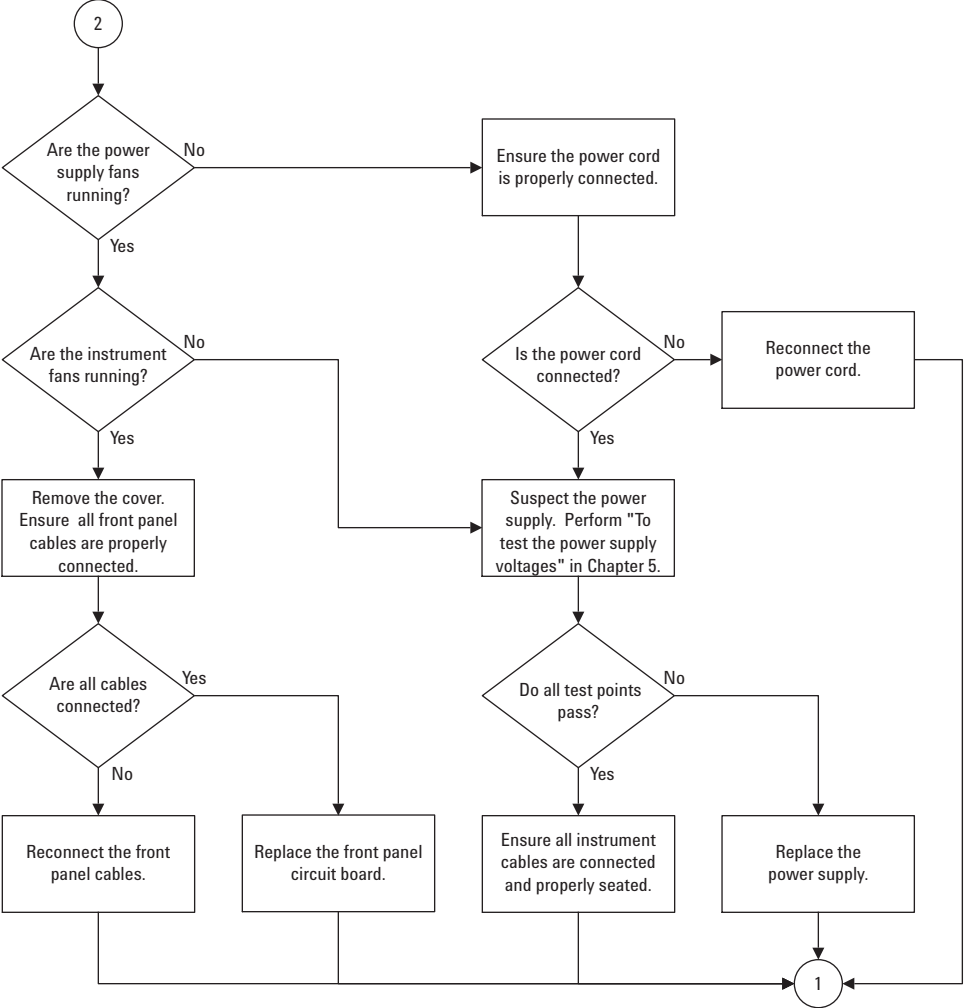 2
Are the power
supply fans
running?
No
Yes
Ensure the power cord
is properly connected.
Are the instrument
fans running?
No
Yes
Is the power cord
connected?
No
Yes
Reconnect the
power cord.
Remove the cover.
Ensure all front panel
cables are properly
connected.
Suspect the power
supply. Perform "To
test the power supply
voltages" in Chapter 5.
Are all cables
connected?
Yes
No
Do all test points
pass?
No
Yes
Reconnect the front
panel cables.
Replace the front panel
circuit board.
Ensure all instrument
cables are connected
and properly seated.
Replace the
power supply.
1